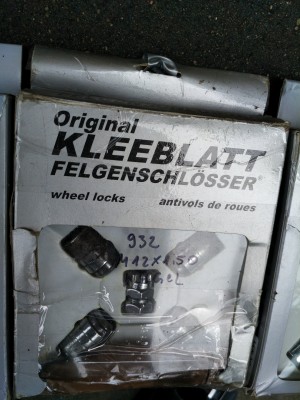 Original
KLEEBLATT
FELGENSCHLÖSSER®
wheel locks antivols de roues
932
M12X1.50